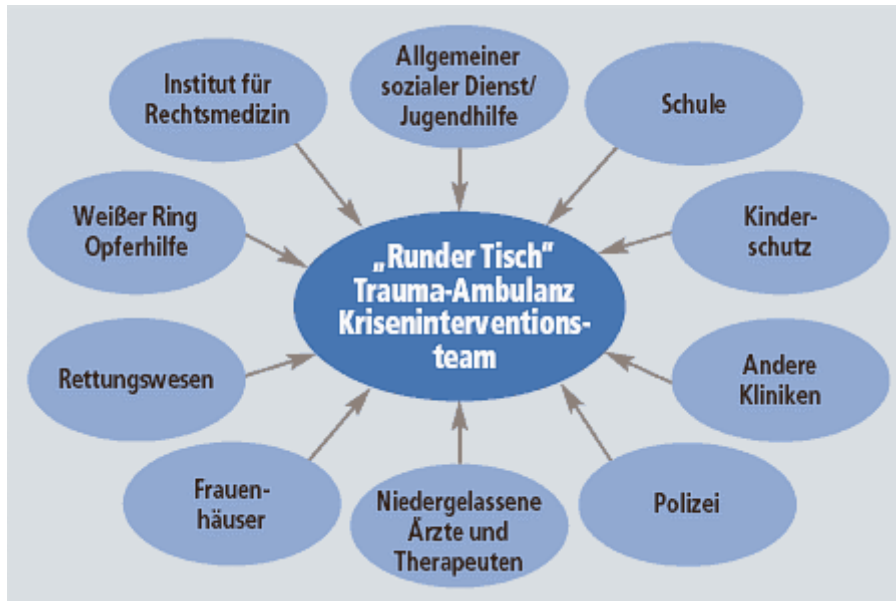 Institut für
Rechtsmedizin
Allgemeiner
sozialer Dienst/
Jugendhilfe
Schule
Weißer Ring
Opferhilfe
Kinder-
schutz
„Runder Tisch”
Trauma-Ambulanz
Kriseninterventions-
team
Rettungswesen
Andere
Kliniken
Frauen-
häuser
Niedergelassene
Ärzte und
Therapeuten
Polizei